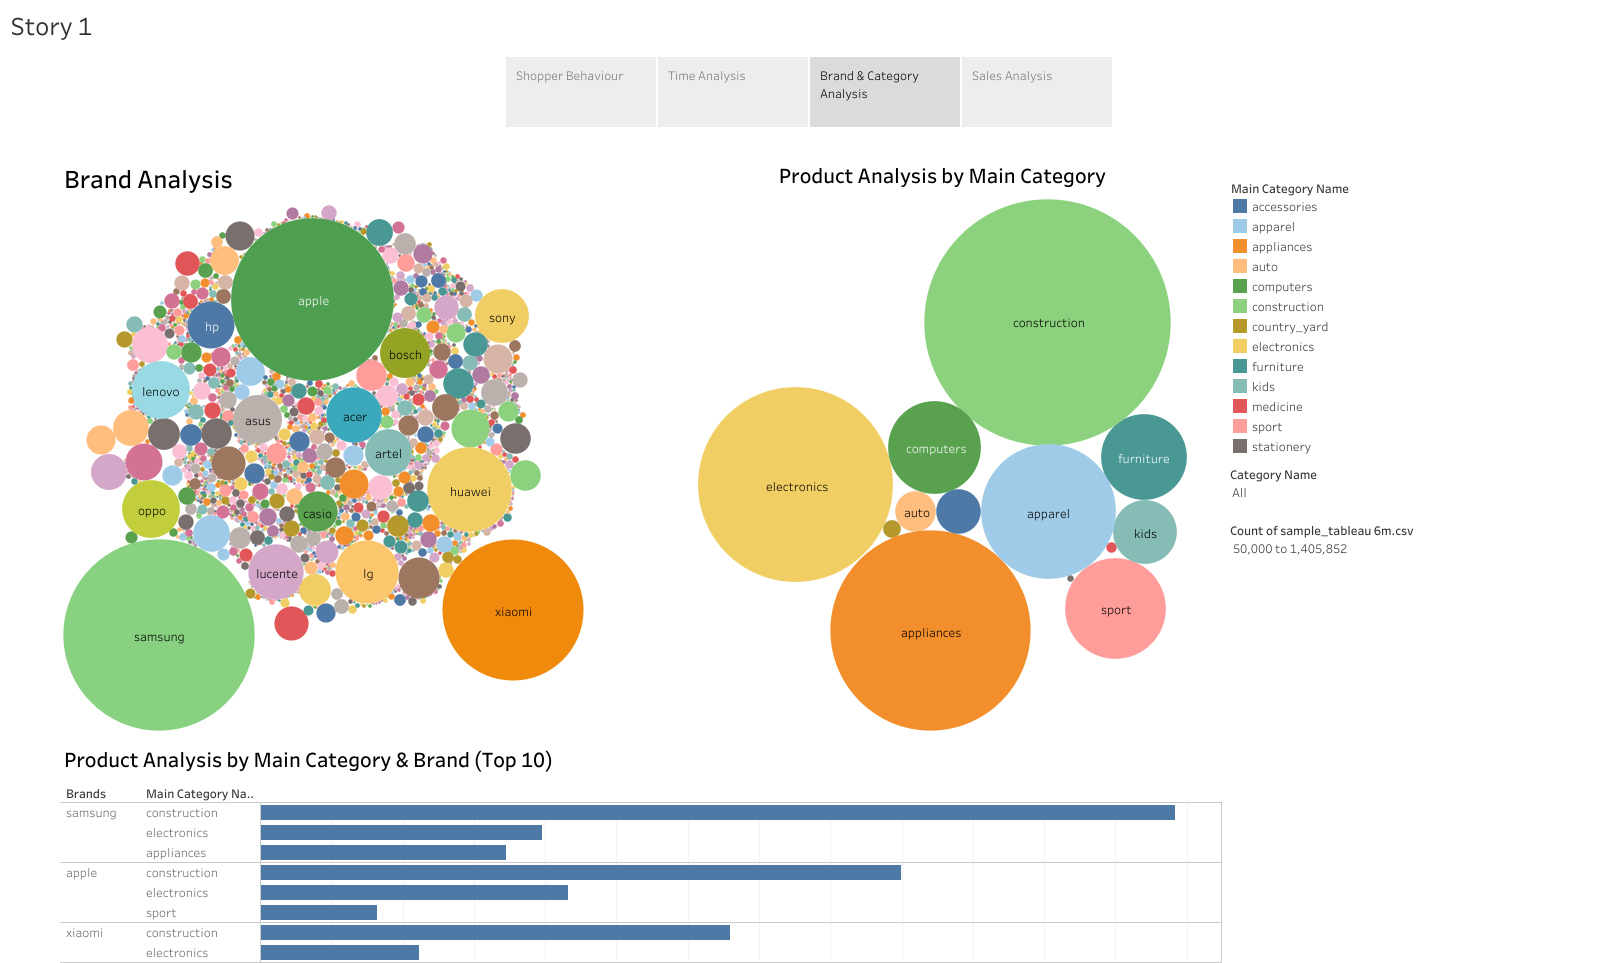 Story 1
Shopper Behaviour
Time Analysis
Brand & Category
Analysis
Sales Analysis
Brand Analysis
apple
hp
sony
bosch
lenovo
asus
acer
artel
huawei
oppo
casio
lucente
lg
samsung
xiaomi
Product Analysis by Main Category
construction
electronics
computers
furniture
auto
apparel
kids
appliances
sport
Main Category Name
accessories
apparel
appliances
auto
computers
construction
country_yard
electronics
furniture
kids
medicine
sport
stationery
Category Name
All
Count of sample_tableau 6m.csv
50,000 to 1,405,852
Product Analysis by Main Category & Brand (Top 10)
Brands Main Category Na..
samsung construction
electronics
appliances
apple construction
electronics
sport
xiaomi construction
electronics